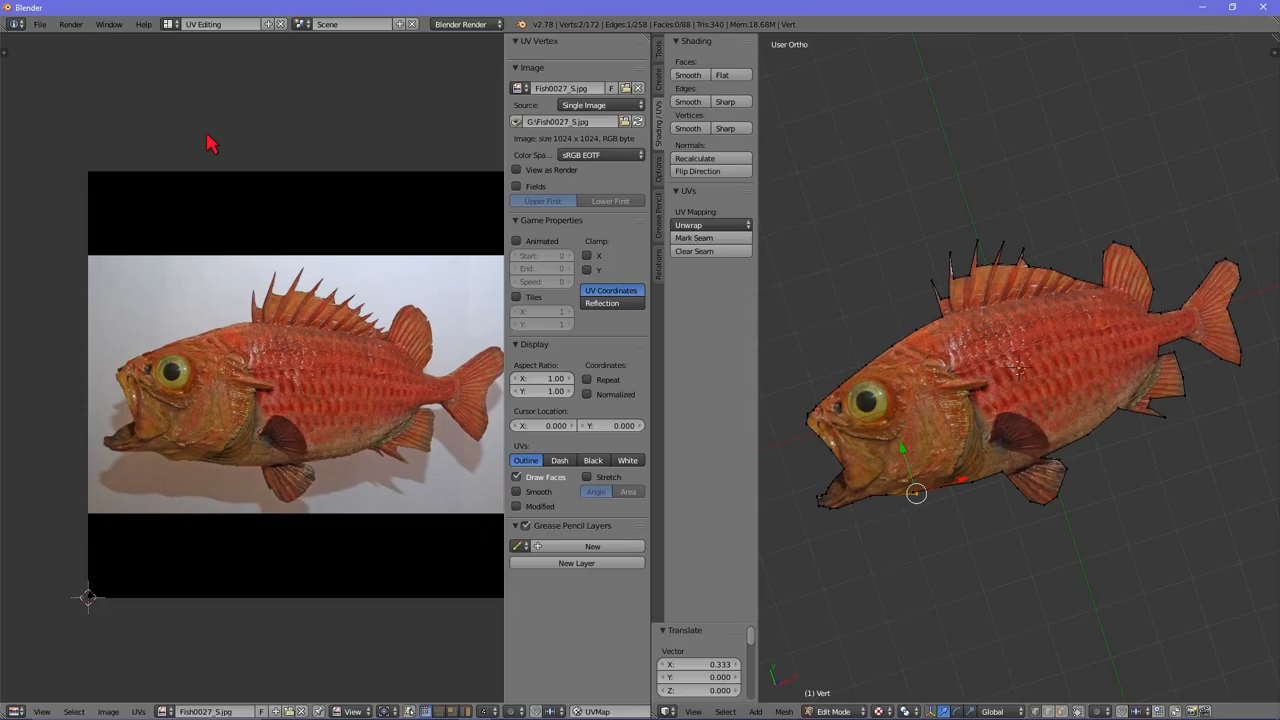 Blender
File Render Window Help UV Editing Scene Blender Render v2.78 | Verts:2/172 | Edges:1/258 | Faces:0/88 | Tris:340 | Mem:18.68M | Vert
UV Vertex
Image
Fish0027_S.jpg F
Source: Single Image
G:\Fish0027_S.jpg
Image: size 1024 x 1024, RGB byte
Color Spa... sRGB EOTF
View as Render
Fields
Upper First Lower First
Game Properties
Animated Clamp:
Start: 0 X
End: 0 Y
Speed: 0
Tiles UV Coordinates
X: 1 Reflection
Y: 1
Display
Aspect Ratio: Coordinates:
X: 1.00 Repeat
Y: 1.00 Normalized
Cursor Location:
X: 0.000 Y: 0.000
UVs:
Outline Dash Black White
Draw Faces Stretch
Smooth Angle Area
Modified
Grease Pencil Layers
New
New Layer
Tools
Create
Shading / UVs
Options
Grease Pencil
Relations
Shading
Faces:
Smooth Flat
Edges:
Smooth Sharp
Vertices:
Smooth Sharp
Normals:
Recalculate
Flip Direction
UVs
UV Mapping:
Unwrap
Mark Seam
Clear Seam
Translate
Vector
X: 0.333
Y: 0.000
Z: 0.000
User Ortho
(1) Vert
View Select Image UVs Fish0027_S.jpg F View UVMap
View Select Add Mesh Edit Mode Global